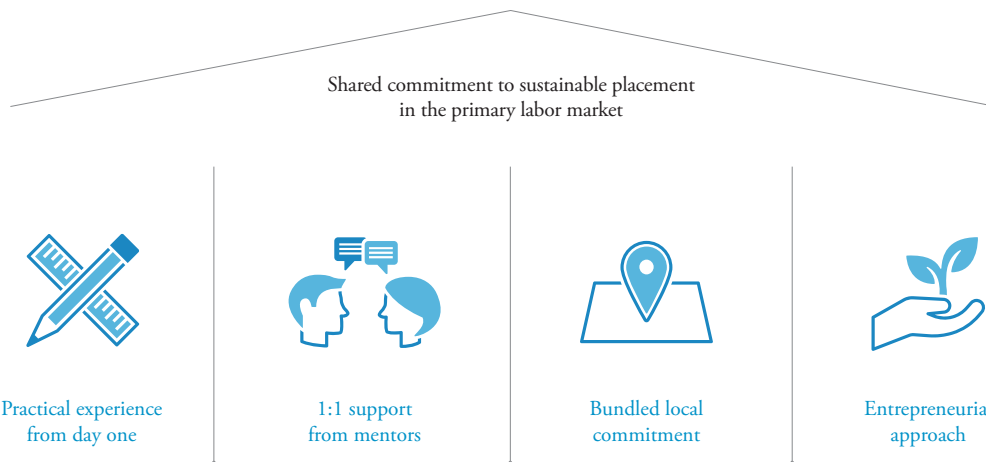 Shared commitment to sustainable placement
in the primary labor market
Practical experience
from day one
1:1 support
from mentors
Bundled local
commitment
Entrepreneuria
approach